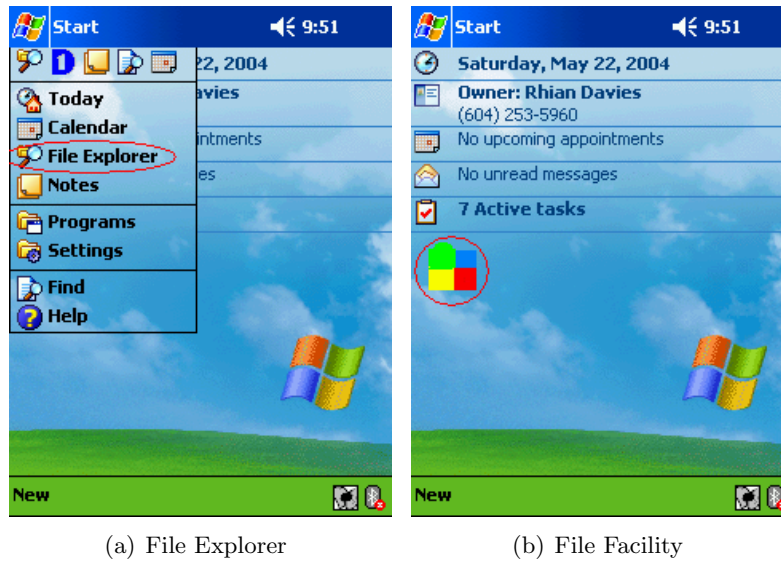 Start 9:51
22, 2004
avies
Today
Calendar
intments
File Explorer
es
Notes
Programs
Settings
Find
Help
New
(a) File Explorer
Start 9:51
Saturday, May 22, 2004
Owner: Rhian Davies
(604) 253-5960
No upcoming appointments
No unread messages
7 Active tasks
New
(b) File Facility